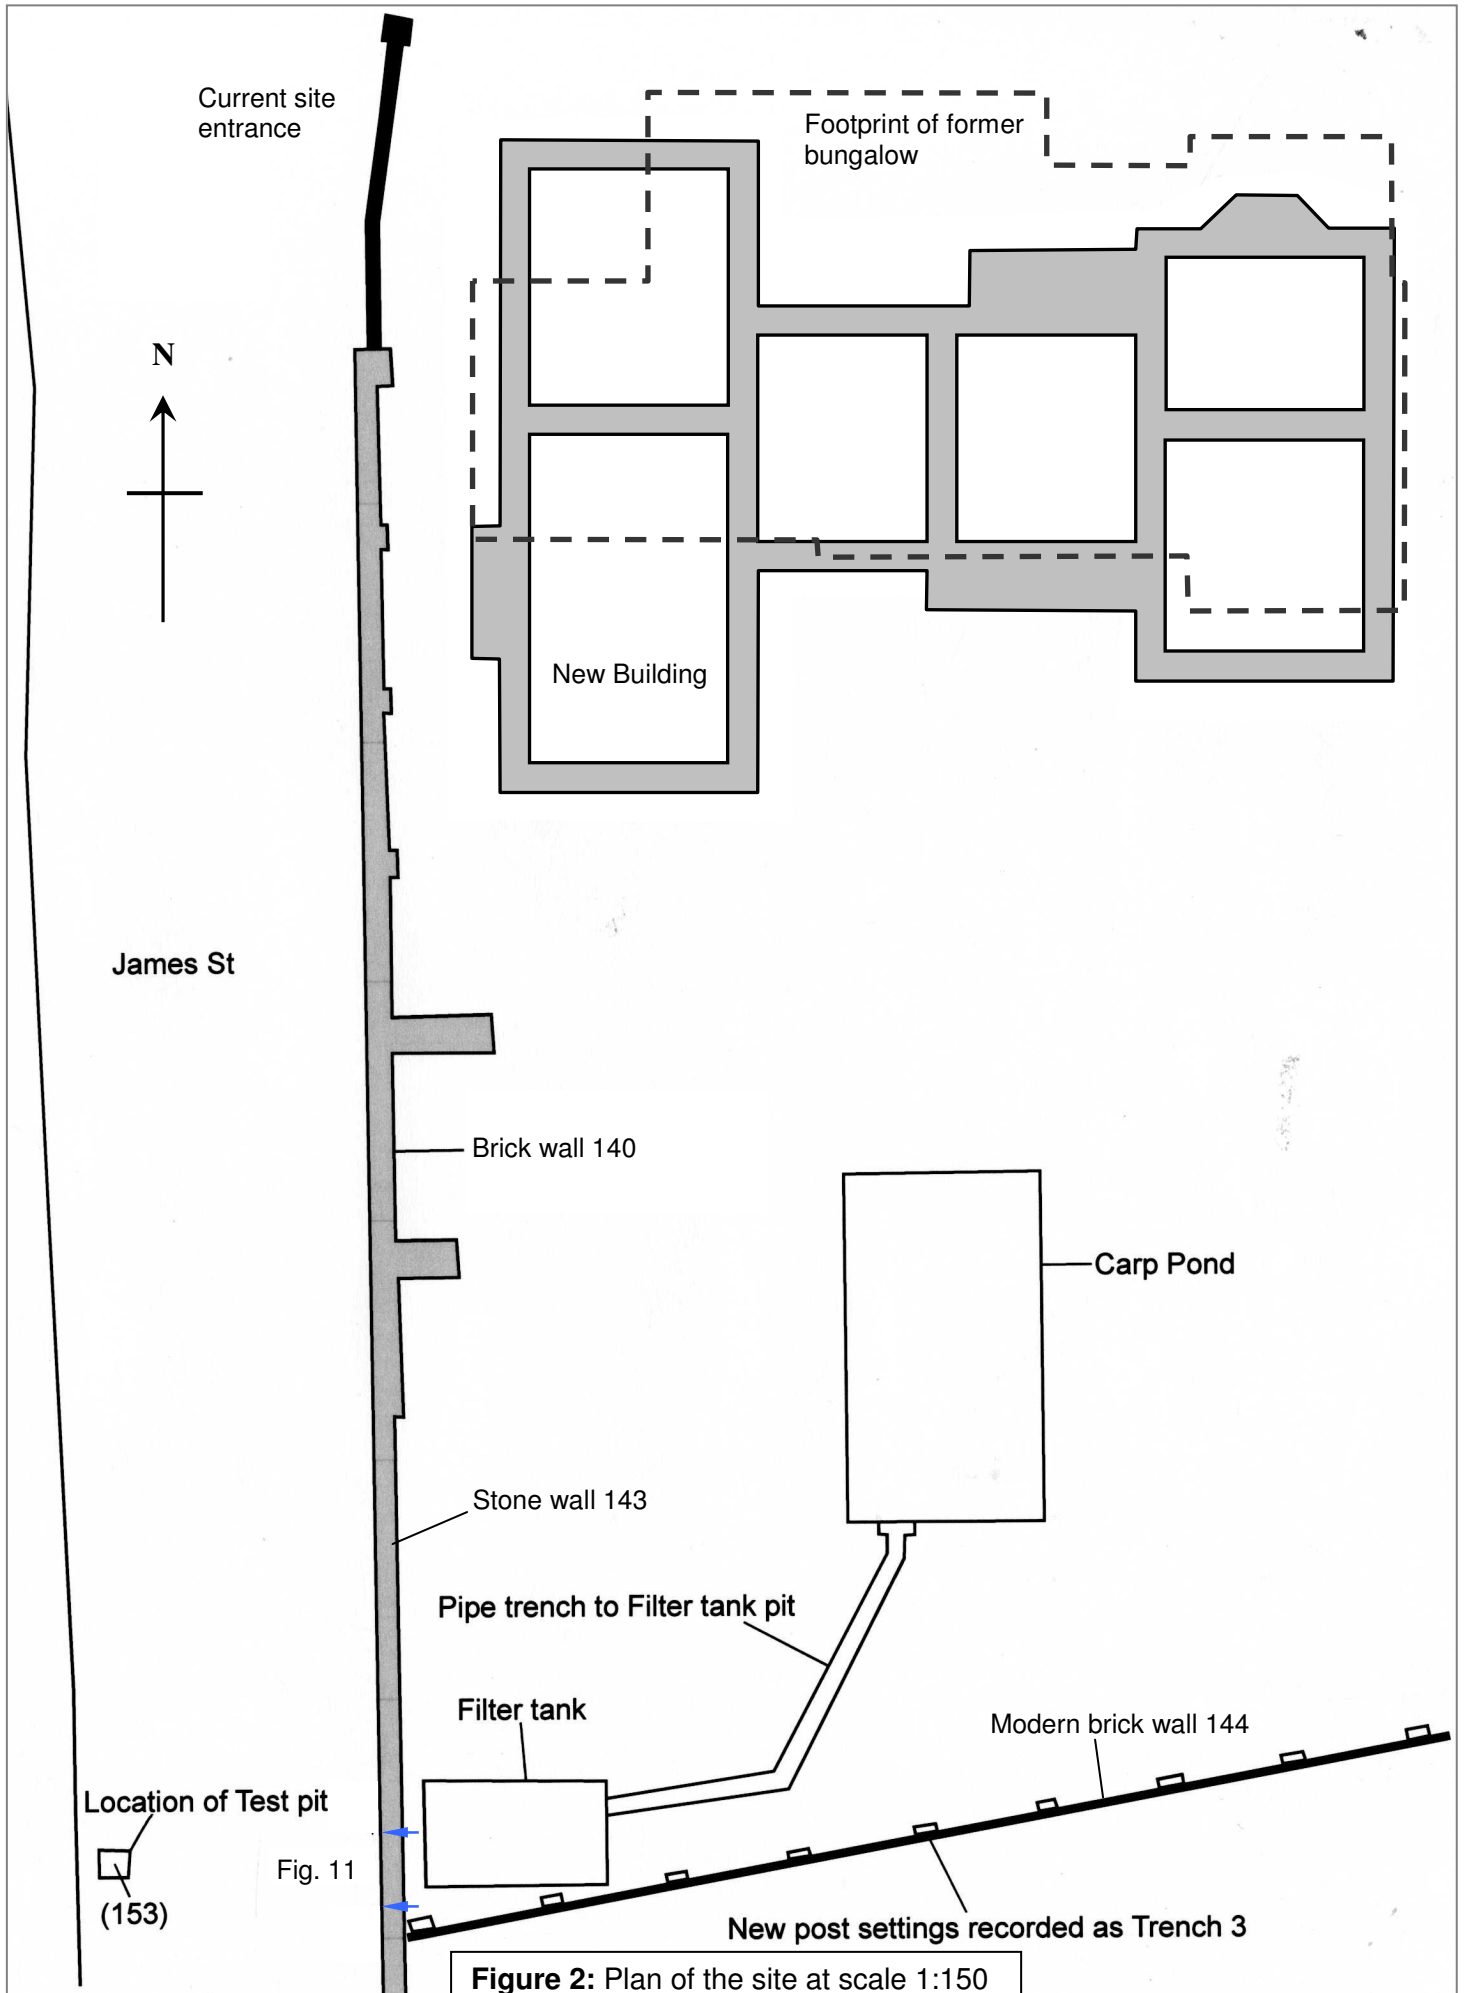 Current site
entrance
Footprint of former
bungalow
N
New Building
James St
Brick wall 140
Carp Pond
Stone wall 143
Pipe trench to Filter tank pit
Filter tank
Modern brick wall 144
Location of Test pit
Fig. 11
(153)
New post settings recorded as Trench 3
Figure 2: Plan of the site at scale 1:150